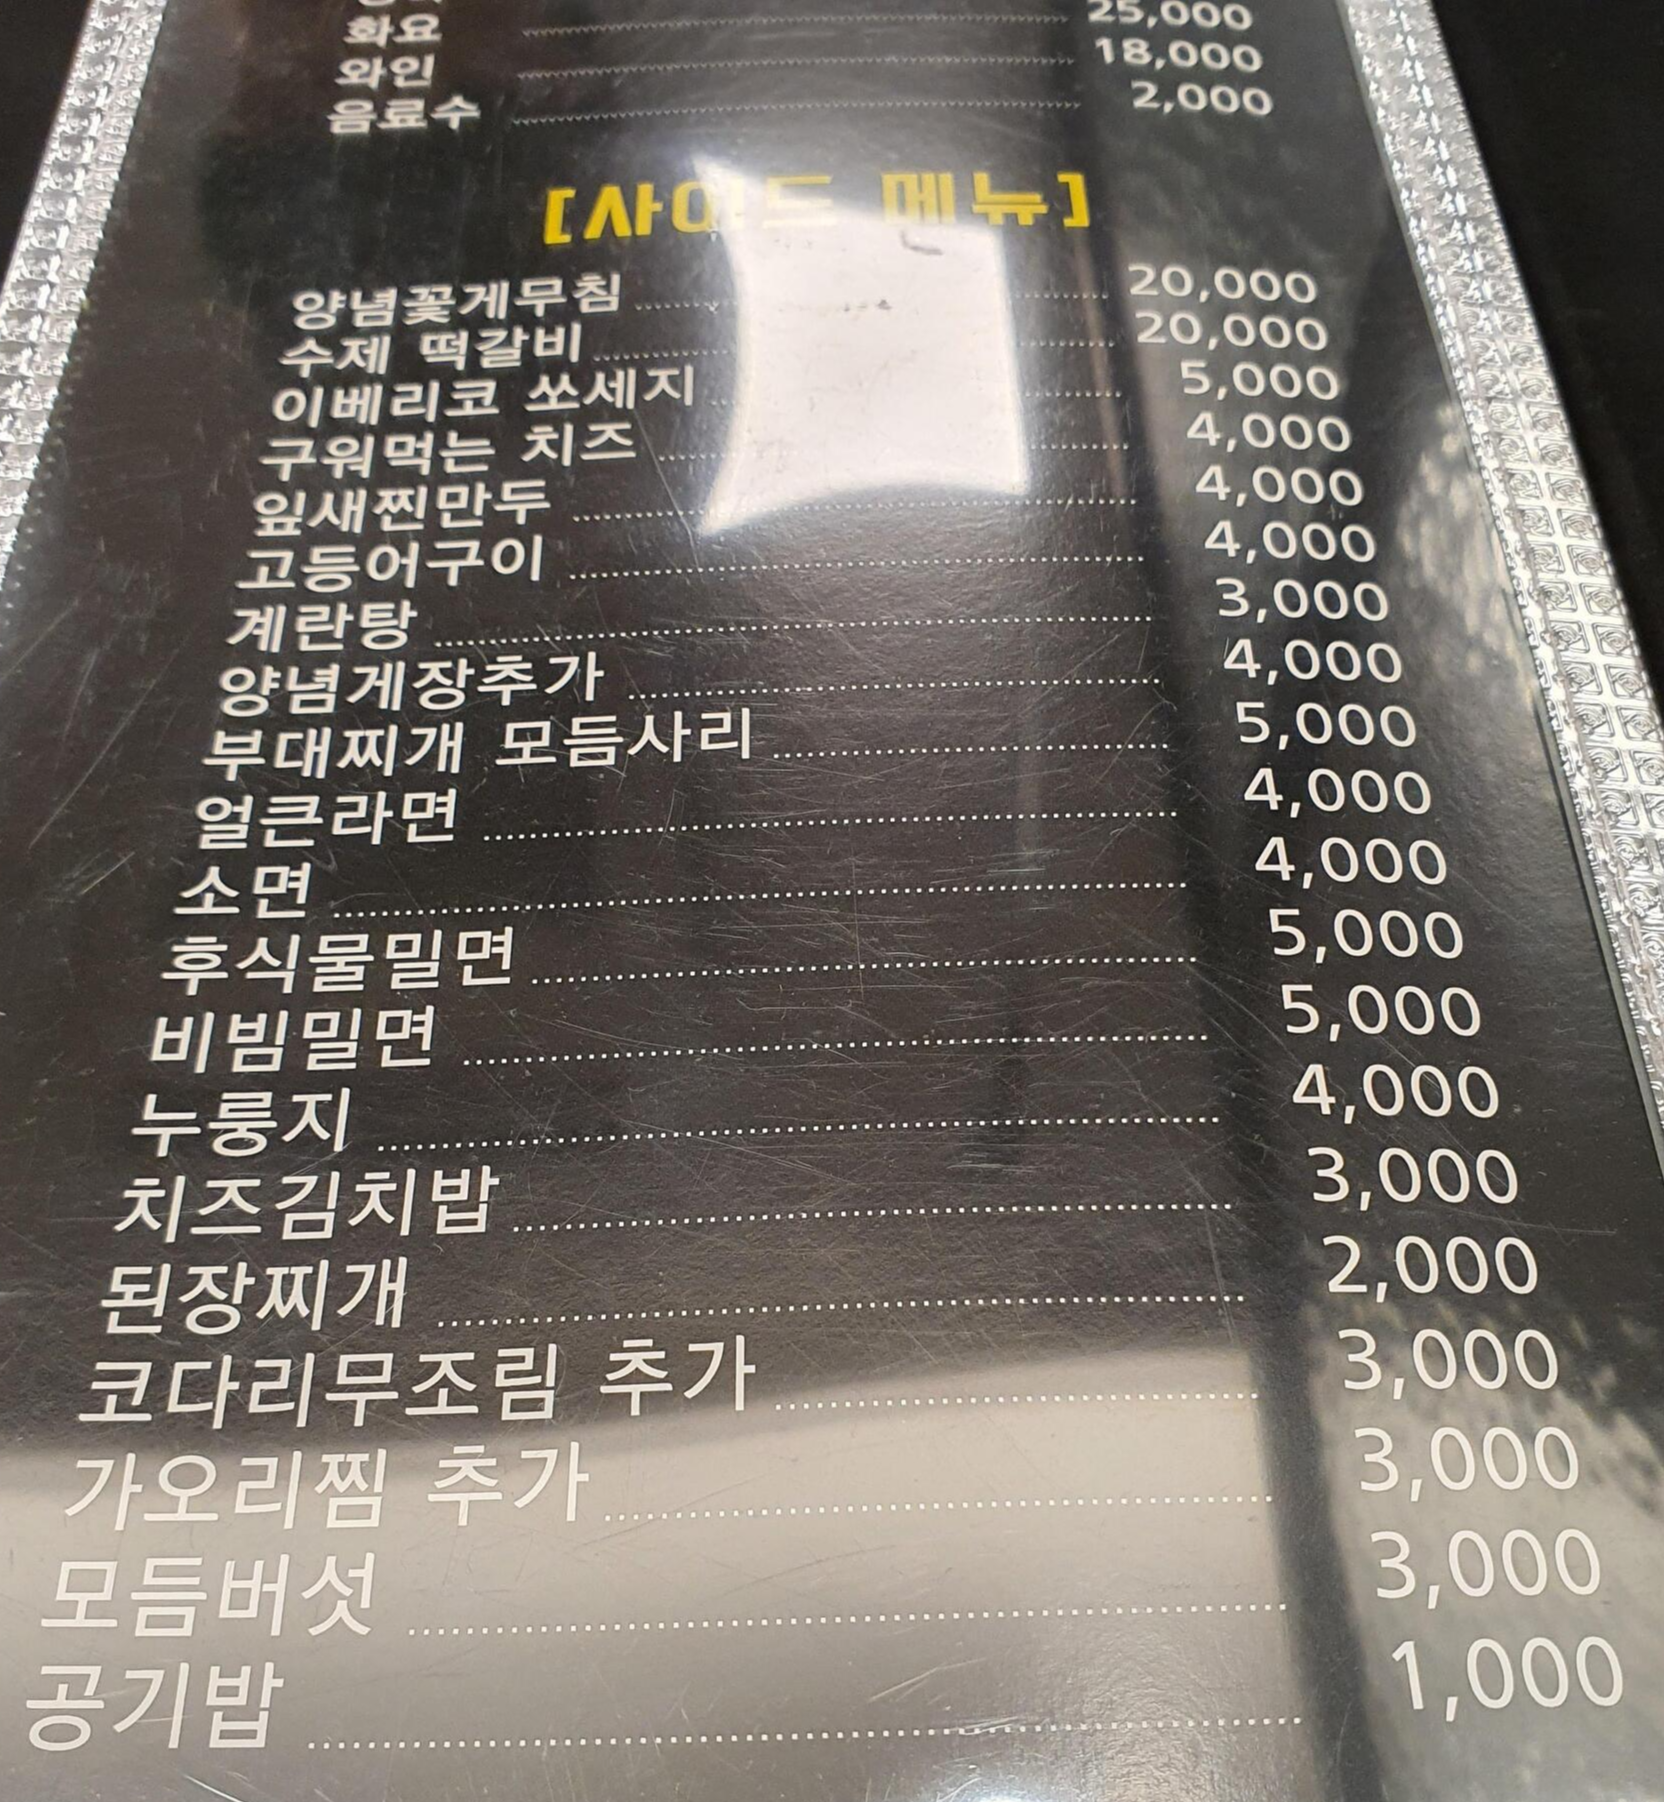 화요 25,000
와인 18,000
음료수 2,000
[사이드 메뉴]
양념꽃게무침 20,000
수제 떡갈비 20,000
이베리코 쏘세지 5,000
구워먹는 치즈 4,000
잎새찐만두 4,000
고등어구이 4,000
계란탕 3,000
양념게장추가 4,000
부대찌개 모듬사리 5,000
얼큰라면 4,000
소면 4,000
후식물밀면 5,000
비빔밀면 5,000
누룽지 4,000
치즈김치밥 3,000
된장찌개 2,000
코다리무조림 추가 3,000
가오리찜 추가 3,000
모듬버섯 3,000
공기밥 1,000